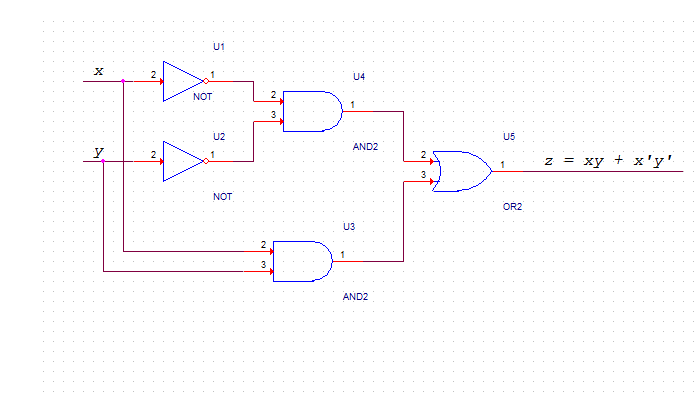 U1
x
2
1
NOT
U4
2
3
1
AND2
U2
y
2
1
NOT
U5
2
3
1
z = xy + x'y'
OR2
U3
2
3
1
AND2